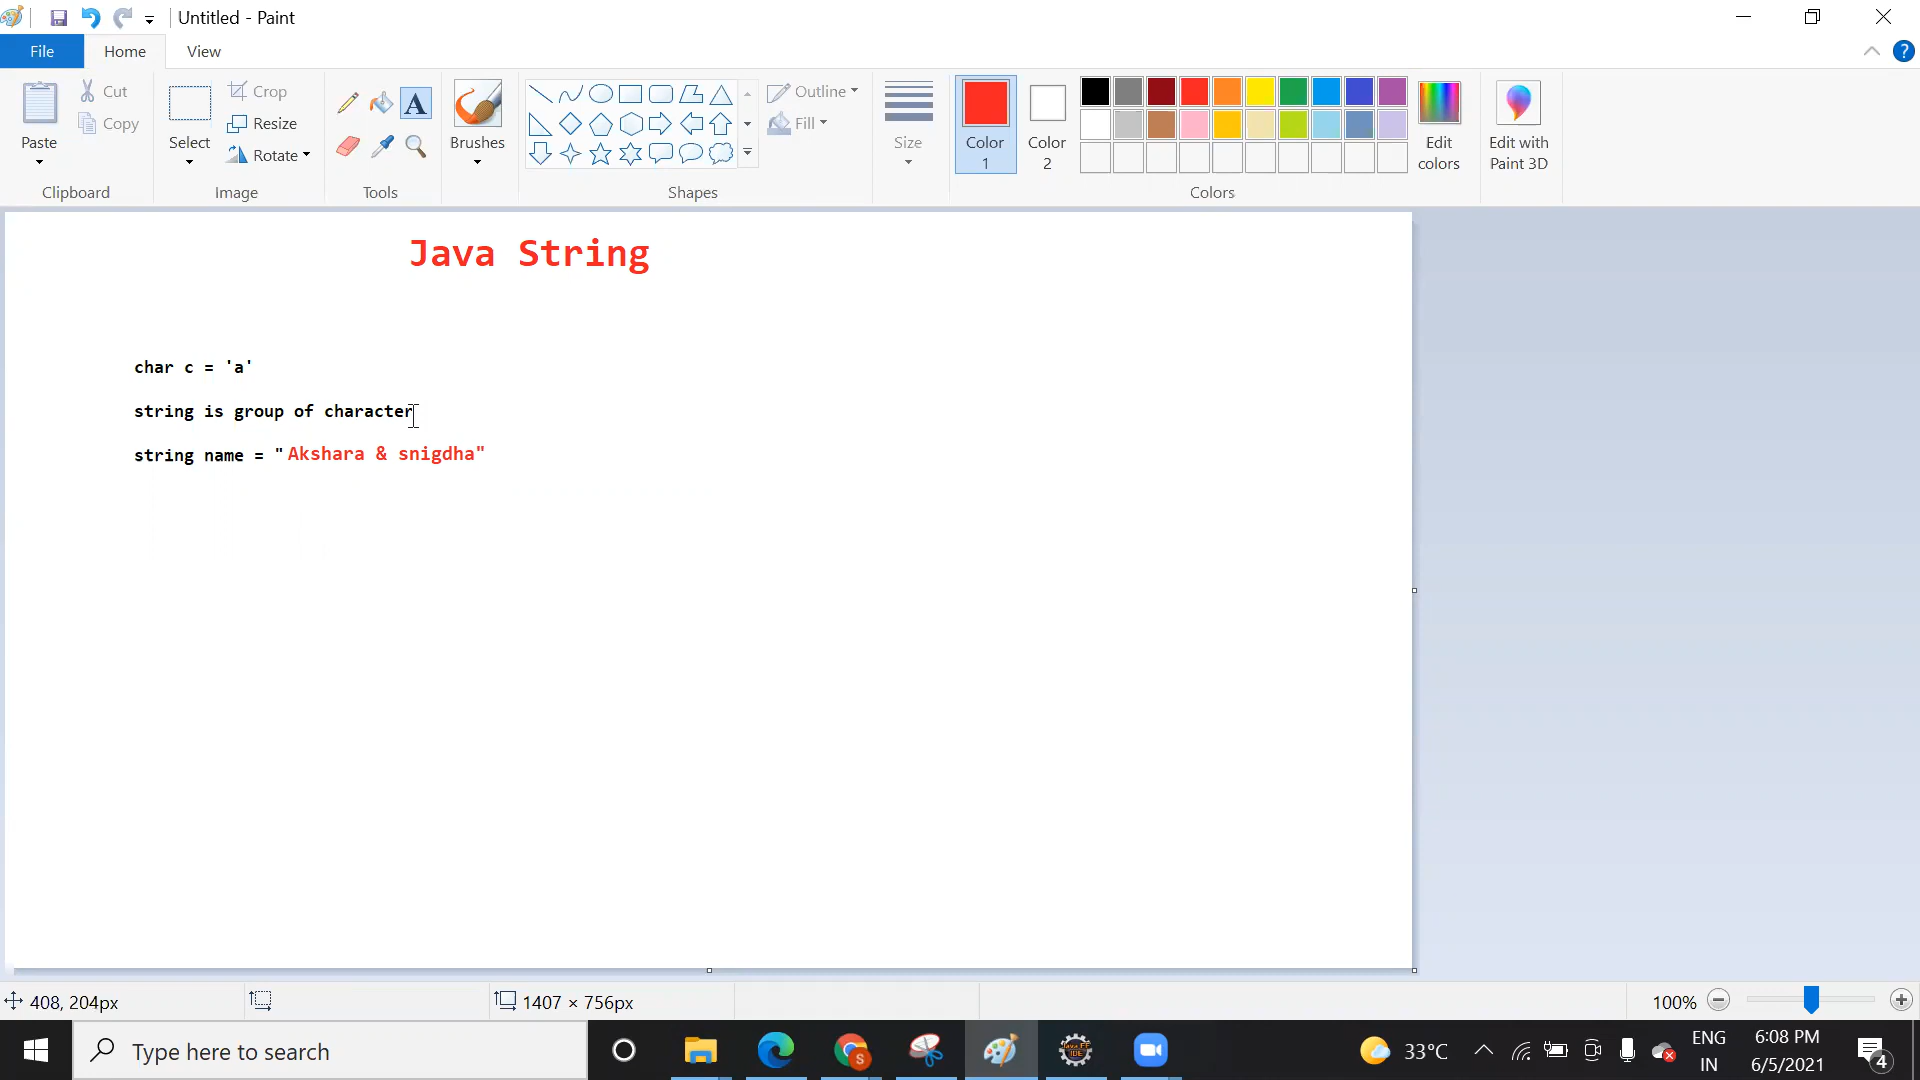 Untitled - Paint
File
Home
View
Paste
Cut
Copy
Clipboard
Select
Crop
Resize
Rotate
Image
Tools
Brushes
Shapes
Outline
Fill
Size
Color
1
Color
2
Edit
colors
Colors
Edit with
Paint 3D
Java String
char c = 'a'
string is group of character
string name = "Akshara & snigdha"
408, 204px
1407 × 756px
100%
Type here to search
33°C
ENG
IN
6:08 PM
6/5/2021
4